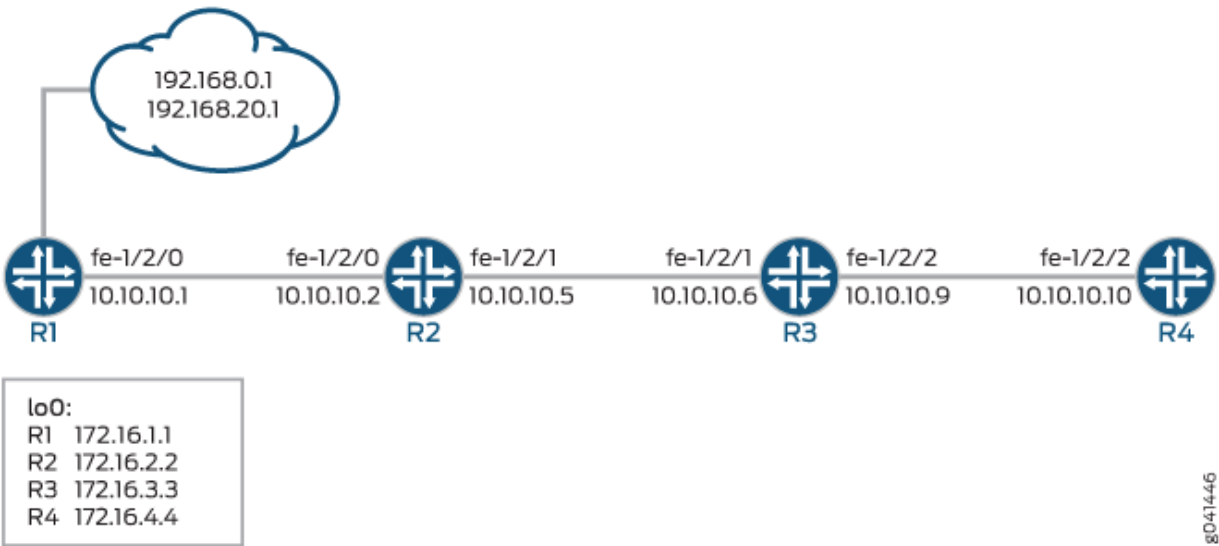 192.168.0.1
192.168.20.1
fe-1/2/0 fe-1/2/0 fe-1/2/1 fe-1/2/1 fe-1/2/2 fe-1/2/2
10.10.10.1 10.10.10.2 10.10.10.5 10.10.10.6 10.10.10.9 10.10.10.10
R1 R2 R3 R4
lo0:
R1 172.16.1.1
R2 172.16.2.2
R3 172.16.3.3
R4 172.16.4.4
g041446